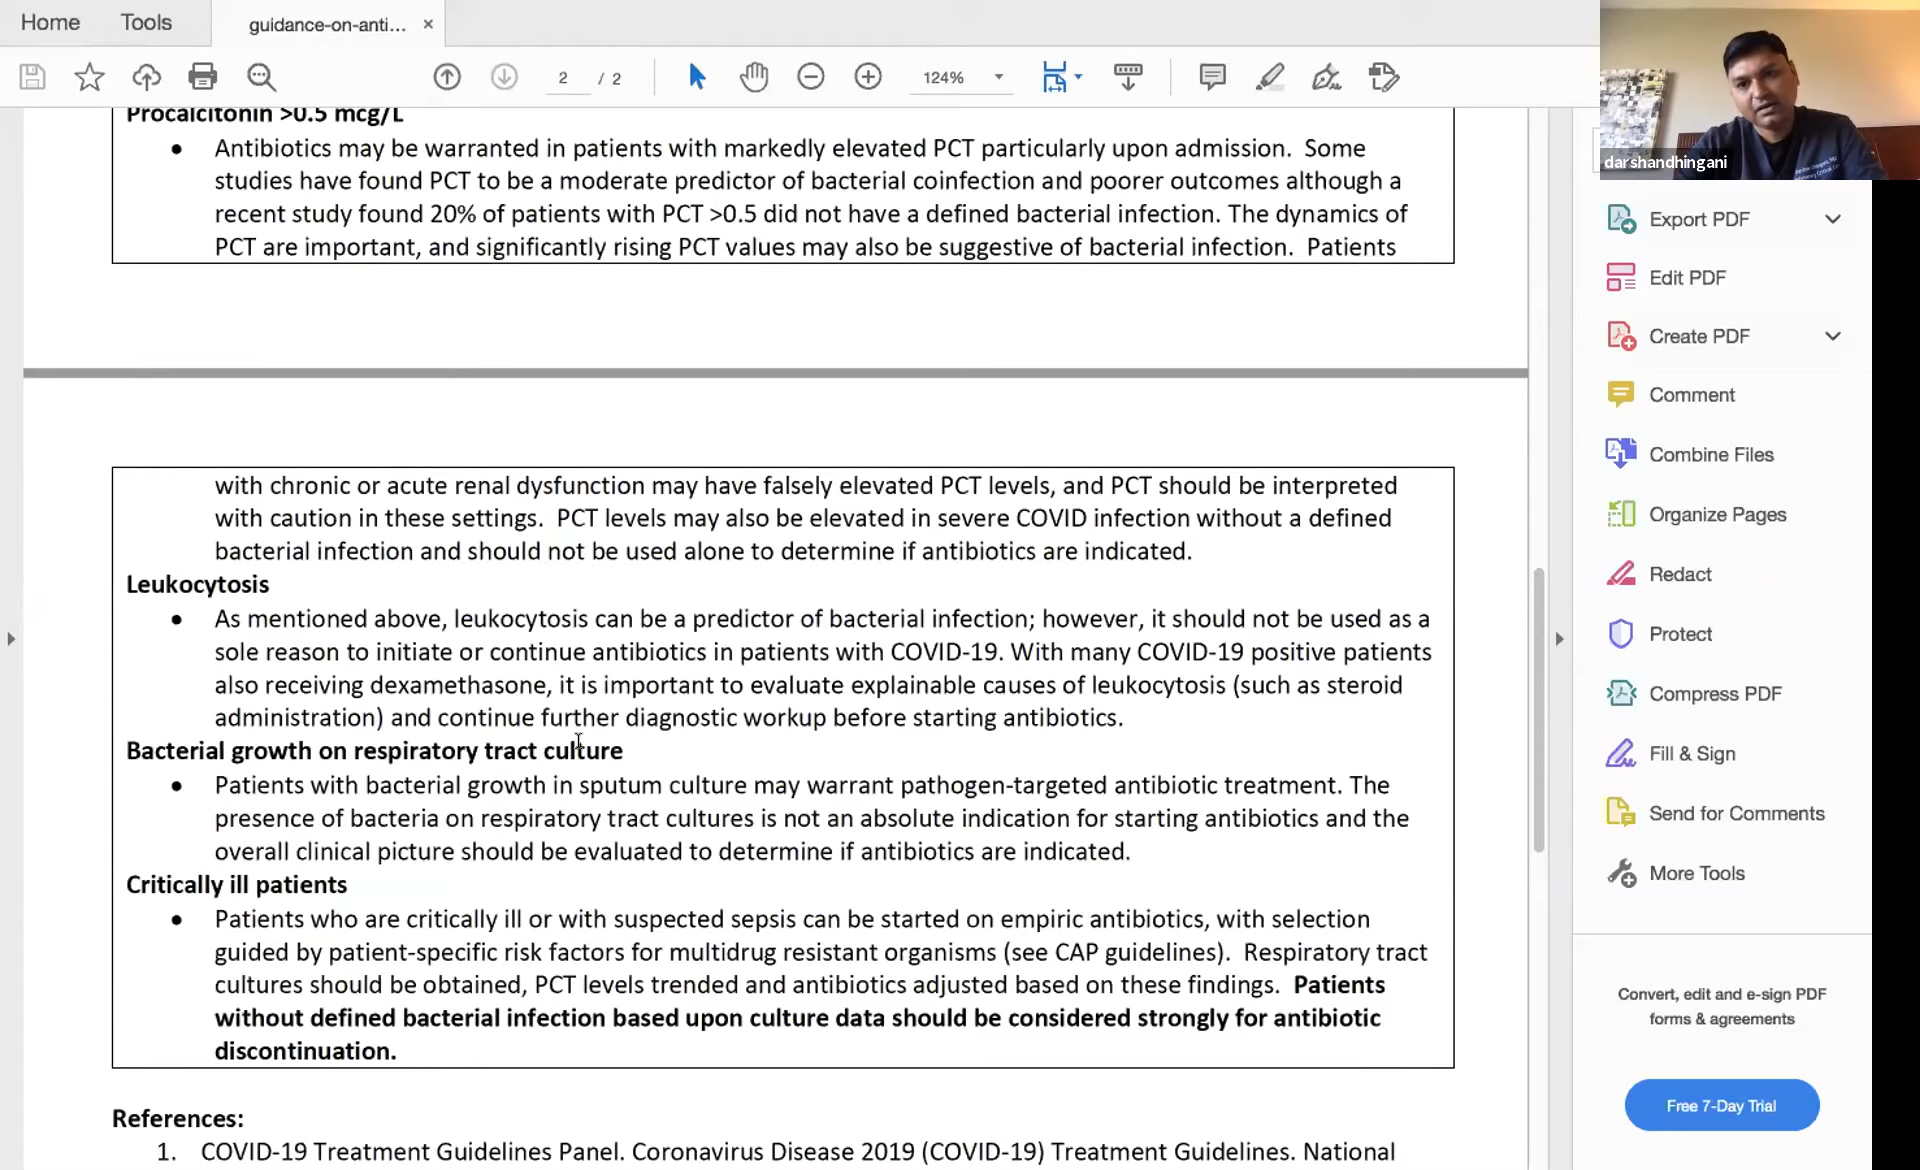 Home Tools guidance-on-anti... ×
2 / 2 124%
darshandhingani
Procalcitonin >0.5 mcg/L
• Antibiotics may be warranted in patients with markedly elevated PCT particularly upon admission.  Some
studies have found PCT to be a moderate predictor of bacterial coinfection and poorer outcomes although a
recent study found 20% of patients with PCT >0.5 did not have a defined bacterial infection. The dynamics of
PCT are important, and significantly rising PCT values may also be suggestive of bacterial infection.  Patients
with chronic or acute renal dysfunction may have falsely elevated PCT levels, and PCT should be interpreted
with caution in these settings.  PCT levels may also be elevated in severe COVID infection without a defined
bacterial infection and should not be used alone to determine if antibiotics are indicated.
Leukocytosis
• As mentioned above, leukocytosis can be a predictor of bacterial infection; however, it should not be used as a
sole reason to initiate or continue antibiotics in patients with COVID-19. With many COVID-19 positive patients
also receiving dexamethasone, it is important to evaluate explainable causes of leukocytosis (such as steroid
administration) and continue further diagnostic workup before starting antibiotics.
Bacterial growth on respiratory tract culture
• Patients with bacterial growth in sputum culture may warrant pathogen-targeted antibiotic treatment. The
presence of bacteria on respiratory tract cultures is not an absolute indication for starting antibiotics and the
overall clinical picture should be evaluated to determine if antibiotics are indicated.
Critically ill patients
• Patients who are critically ill or with suspected sepsis can be started on empiric antibiotics, with selection
guided by patient-specific risk factors for multidrug resistant organisms (see CAP guidelines).  Respiratory tract
cultures should be obtained, PCT levels trended and antibiotics adjusted based on these findings.  Patients
without defined bacterial infection based upon culture data should be considered strongly for antibiotic
discontinuation.
References:
1. COVID-19 Treatment Guidelines Panel. Coronavirus Disease 2019 (COVID-19) Treatment Guidelines. National
Export PDF
Edit PDF
Create PDF
Comment
Combine Files
Organize Pages
Redact
Protect
Compress PDF
Fill & Sign
Send for Comments
More Tools
Convert, edit and e-sign PDF
forms & agreements
Free 7-Day Trial